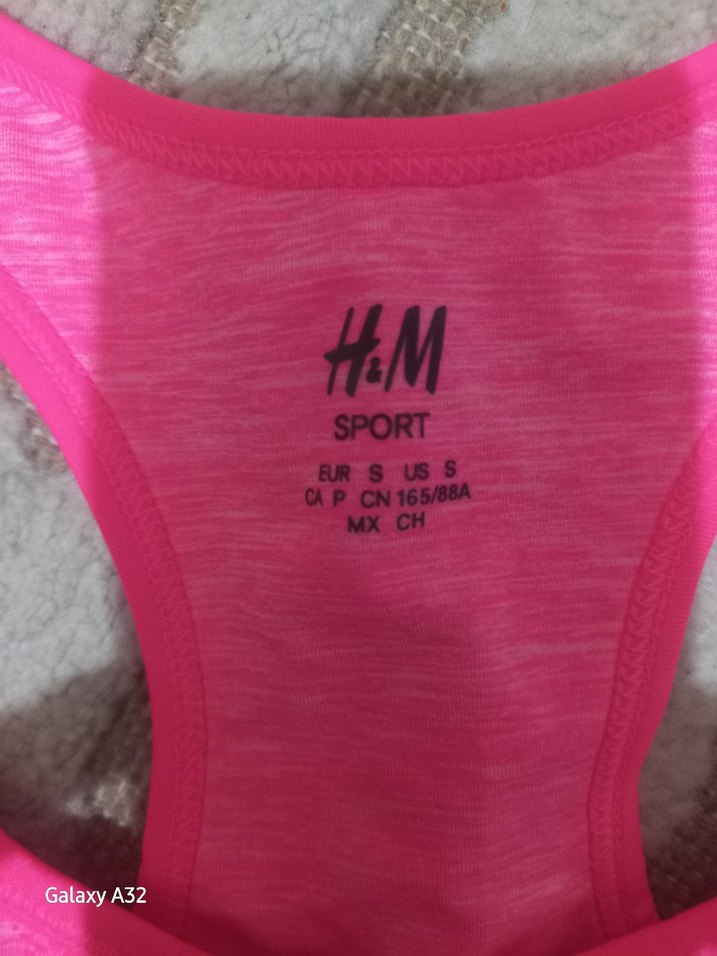 H&M
SPORT
EUR S US S
CA P CN 165/88A
MX CH
Galaxy A32